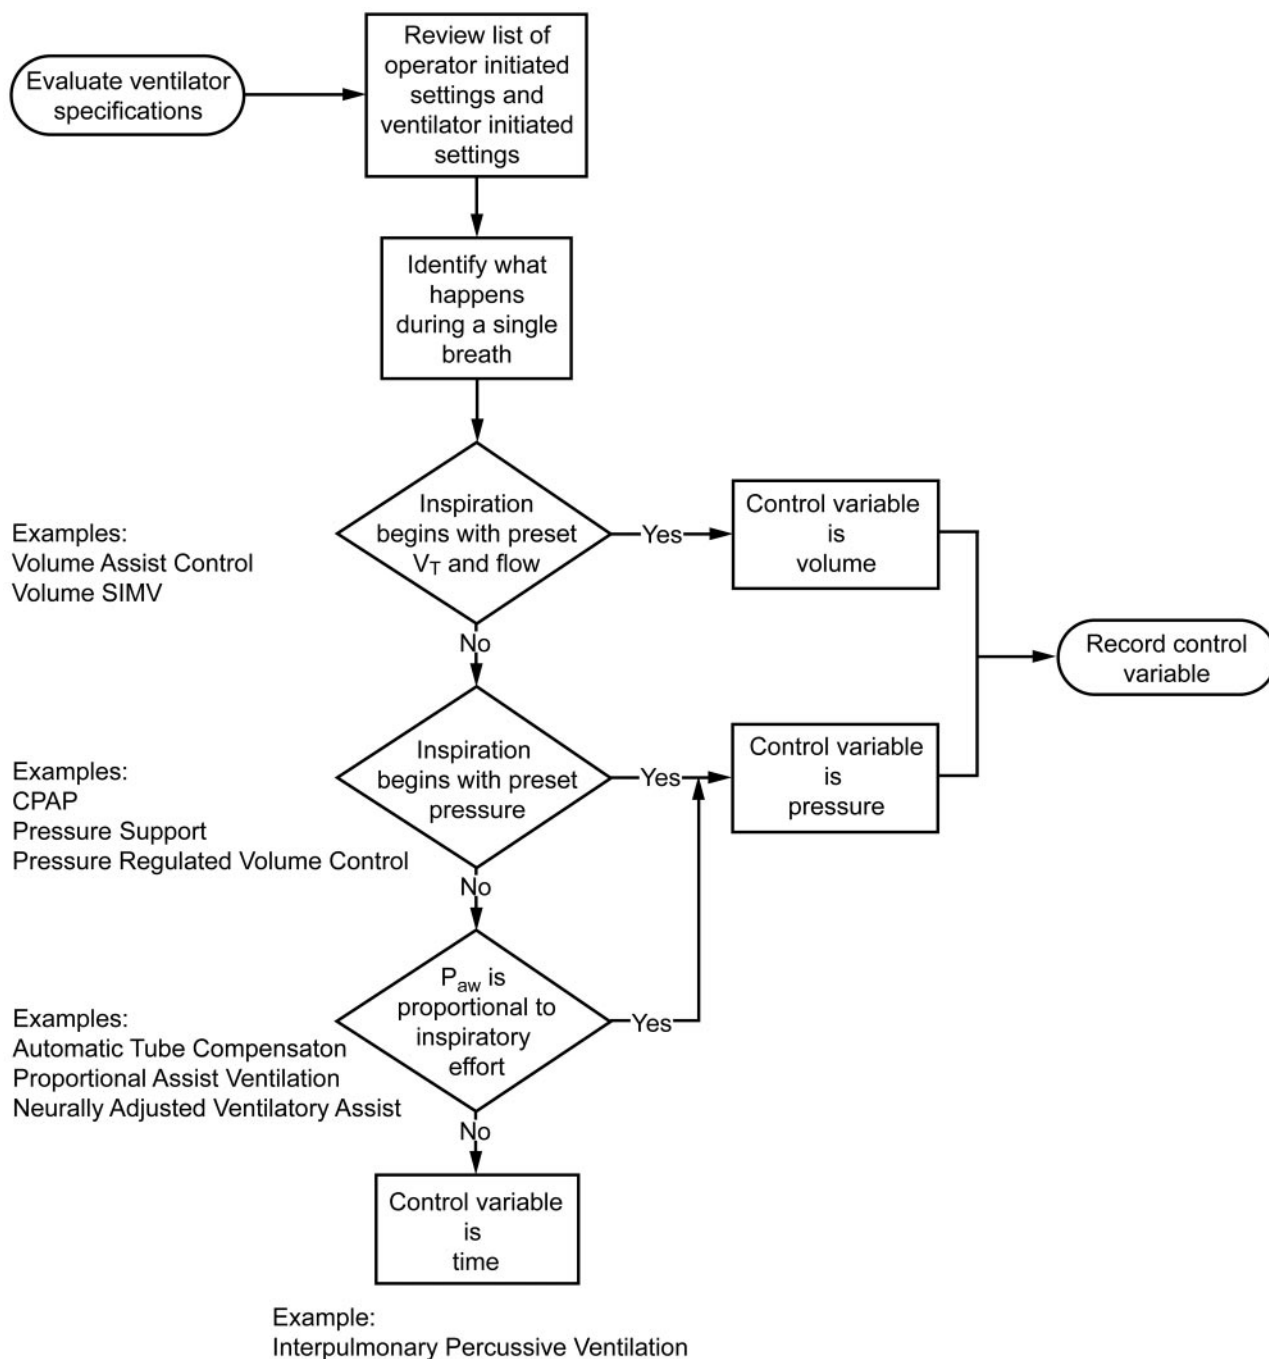 Evaluate ventilator
specifications
Review list of
operator initiated
settings and
ventilator initiated
settings
Identify what
happens
during a single
breath
Examples:
Volume Assist Control
Volume SIMV
Inspiration
begins with preset
VT and flow
Yes
Control variable
is
volume
No
Record control
variable
Examples:
CPAP
Pressure Support
Pressure Regulated Volume Control
Inspiration
begins with preset
pressure
Yes
Control variable
is
pressure
No
Examples:
Automatic Tube Compensaton
Proportional Assist Ventilation
Neurally Adjusted Ventilatory Assist
Paw is
proportional to
inspiratory
effort
Yes
No
Control variable
is
time
Example:
Interpulmonary Percussive Ventilation